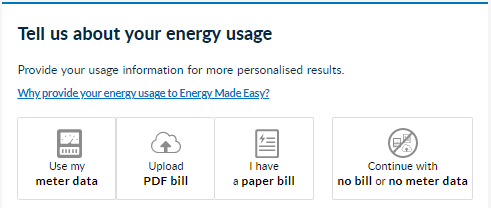 Tell us about your energy usage
Provide your usage information for more personalised results.
Why provide your energy usage to Energy Made Easy?
Use my
meter data
Upload
PDF bill
I have
a paper bill
Continue with
no bill or no meter data